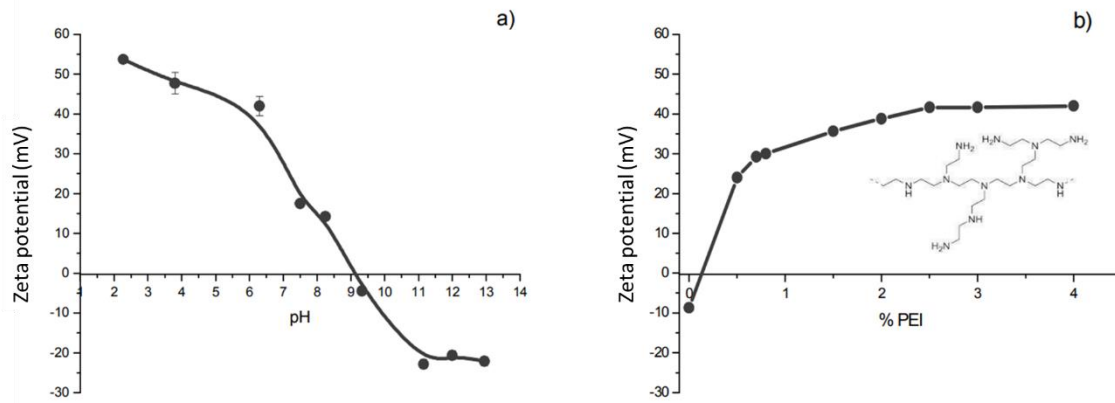 a)
60
50
40
30
20
10
0
-10
-20
-30
Zeta potential (mV)
1 2 3 4 5 6 7 8 9 10 11 12 13 14
pH
b)
60
50
40
30
20
10
0
-10
-20
-30
Zeta potential (mV)
0 1 2 3 4
% PEI
NH2
H2N
NH2
N
N
N
N
N
H
N
H
NH
H2N